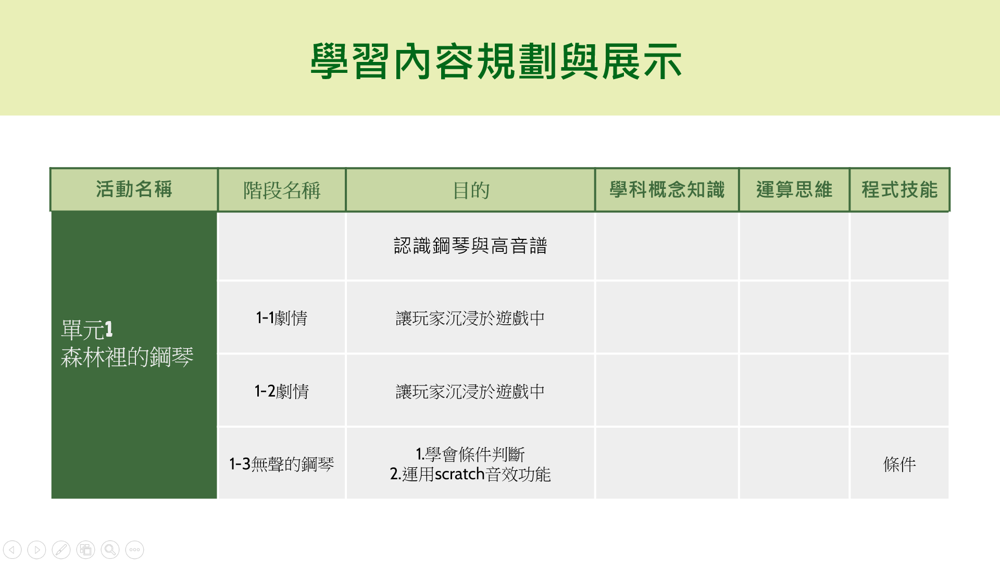 學習內容規劃與展示
活動名稱 階段名稱 目的 學科概念知識 運算思維 程式技能
單元1
森林裡的鋼琴
認識鋼琴與高音譜
1-1劇情 讓玩家沉浸於遊戲中
1-2劇情 讓玩家沉浸於遊戲中
1-3無聲的鋼琴
1.學會條件判斷
2.運用scratch音效功能
條件